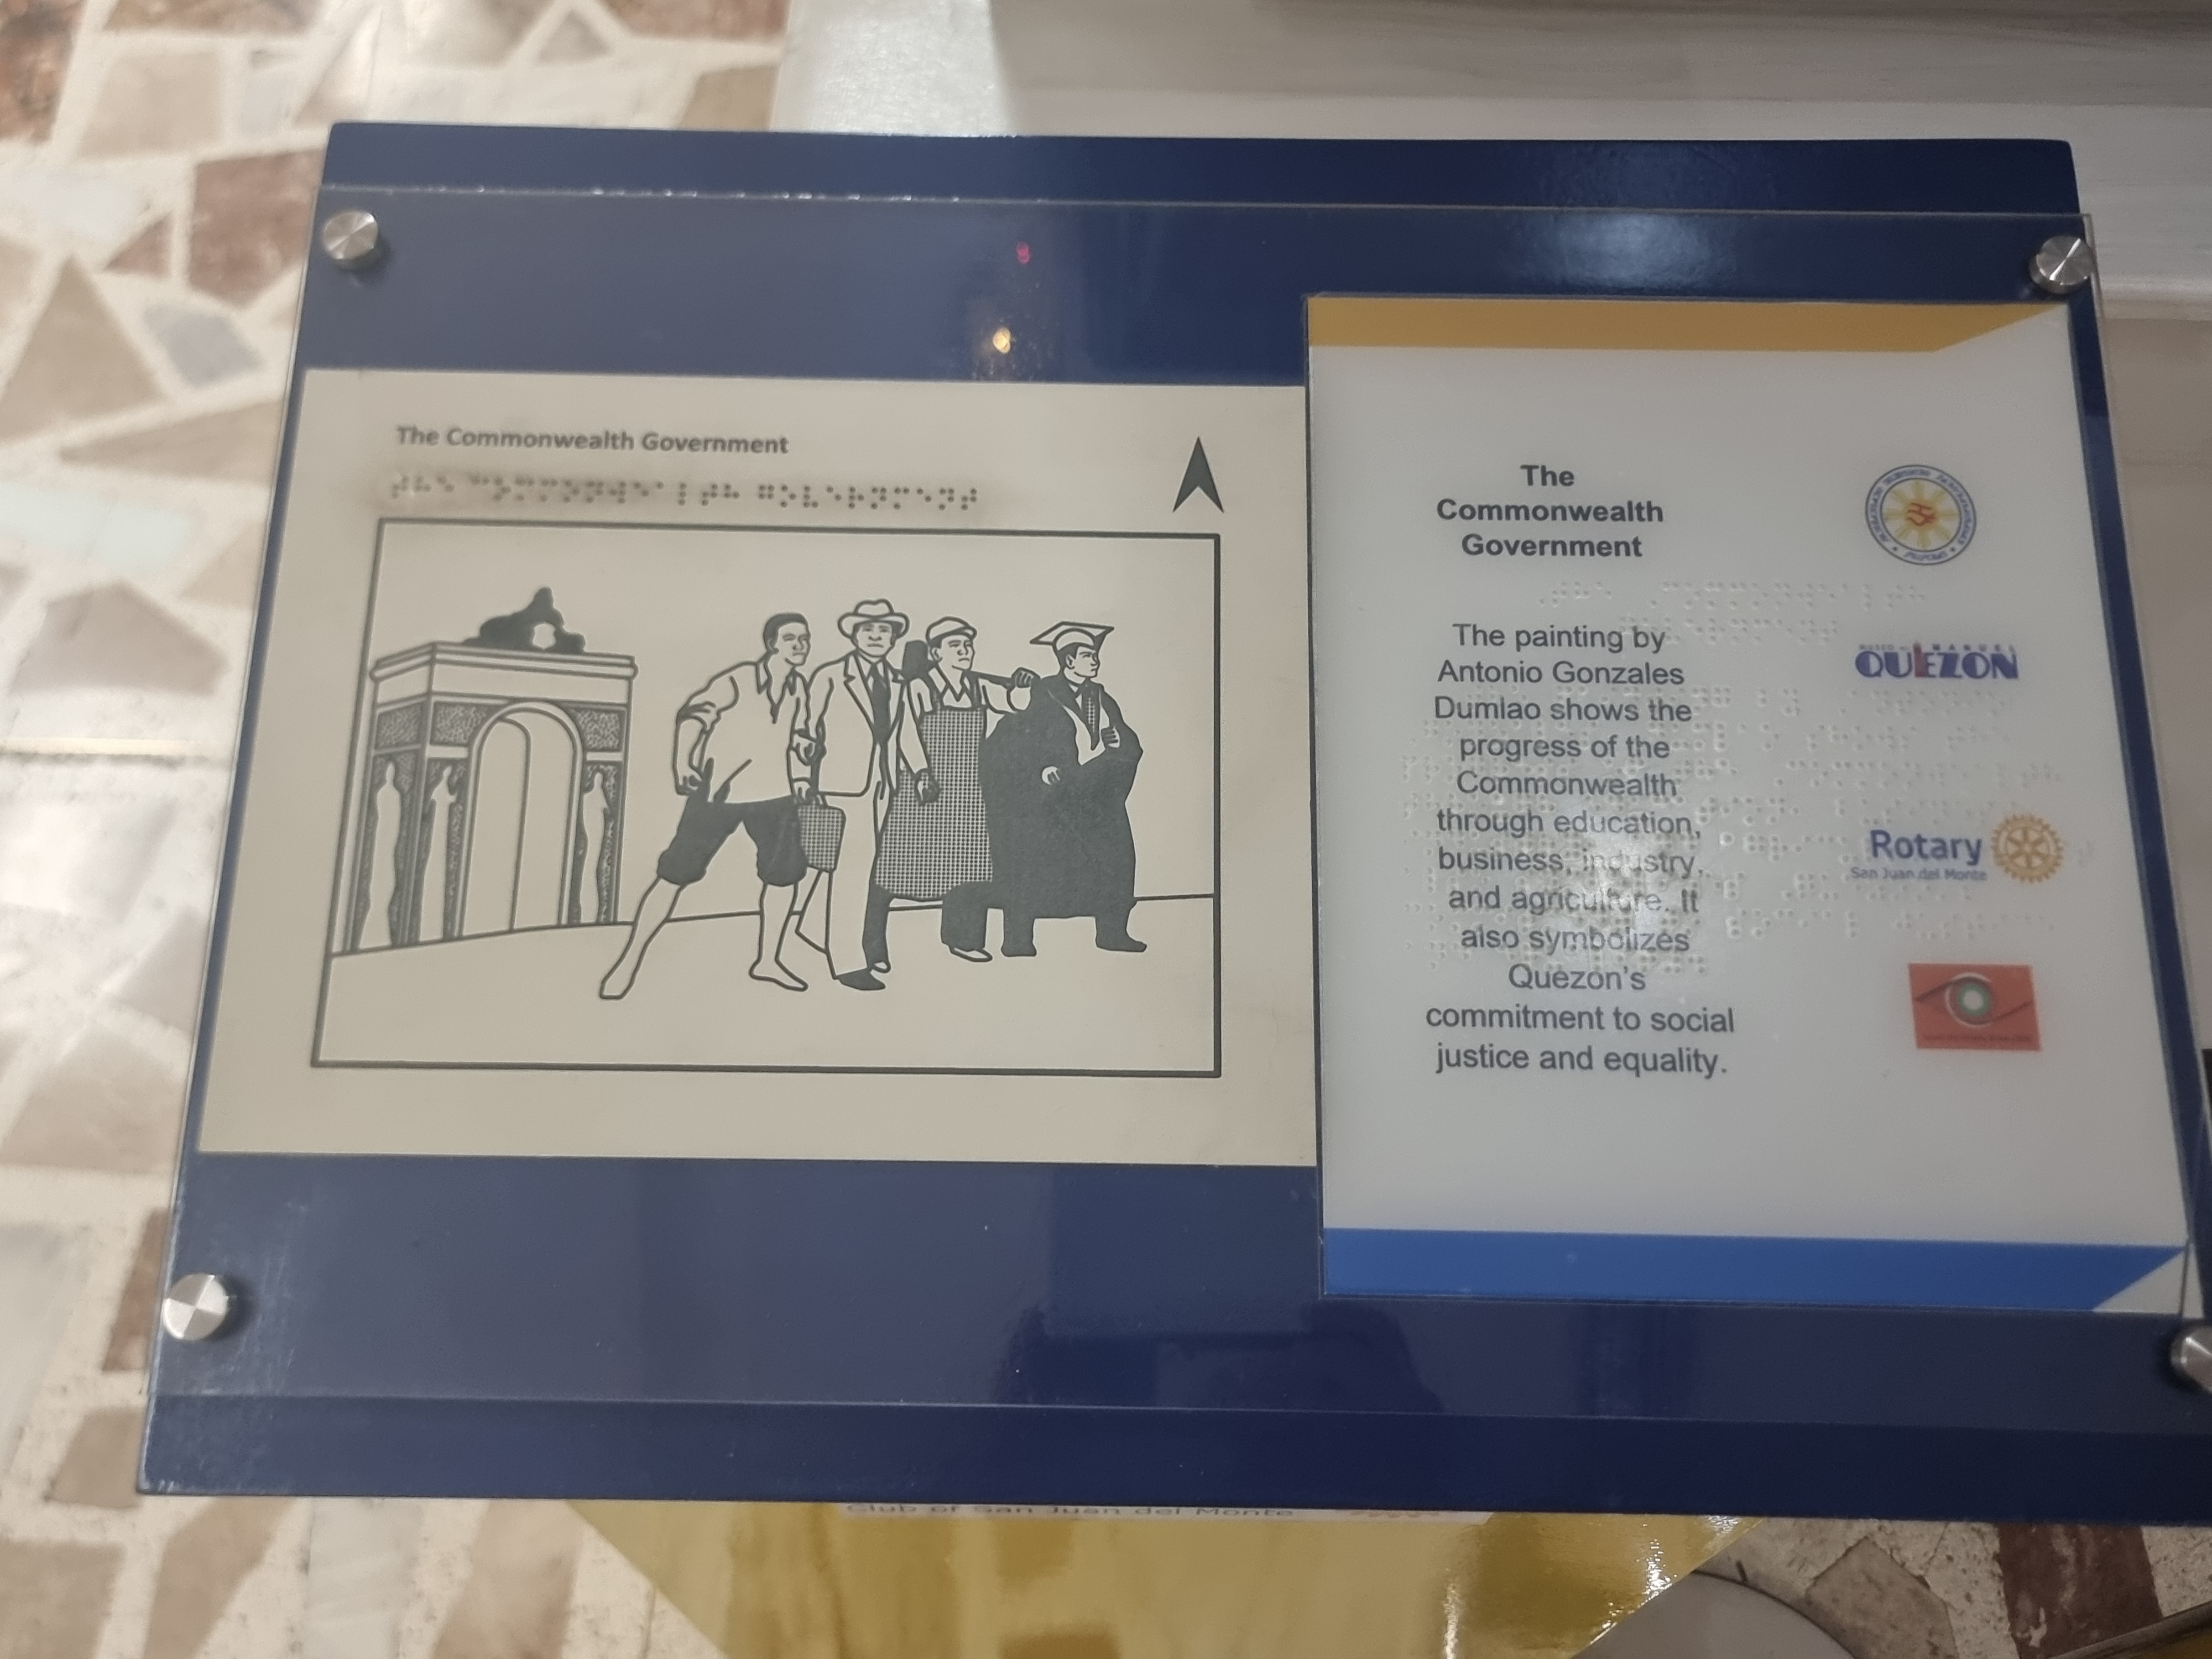 The Commonwealth Government
The
Commonwealth
Government
The painting by
Antonio Gonzales
Dumlao shows the
progress of the
Commonwealth
through education,
business, industry,
and agriculture. It
also symbolizes
Quezon's
commitment to social
justice and equality.
MANUEL
QUEZON
Rotary
San Juan del Monte
Club of San Juan del Monte